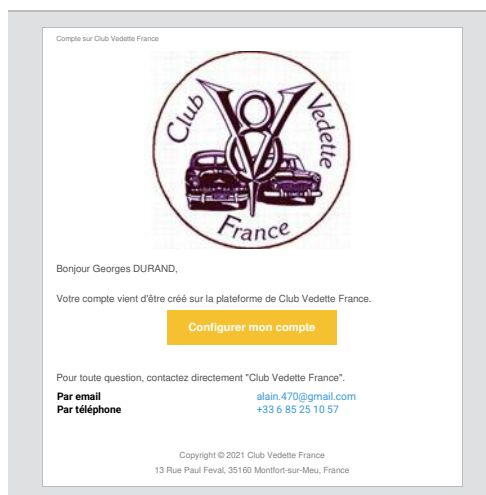 Compte sur Club Vedette France
Club Vedette
V8
France
Bonjour Georges DURAND,
Votre compte vient d'être créé sur la plateforme de Club Vedette France.
Configurer mon compte
Pour toute question, contactez directement "Club Vedette France".
Par email alain.470@gmail.com
Par téléphone +33 6 85 25 10 57
Copyright © 2021 Club Vedette France
13 Rue Paul Feval, 35160 Montfort-sur-Meu, France